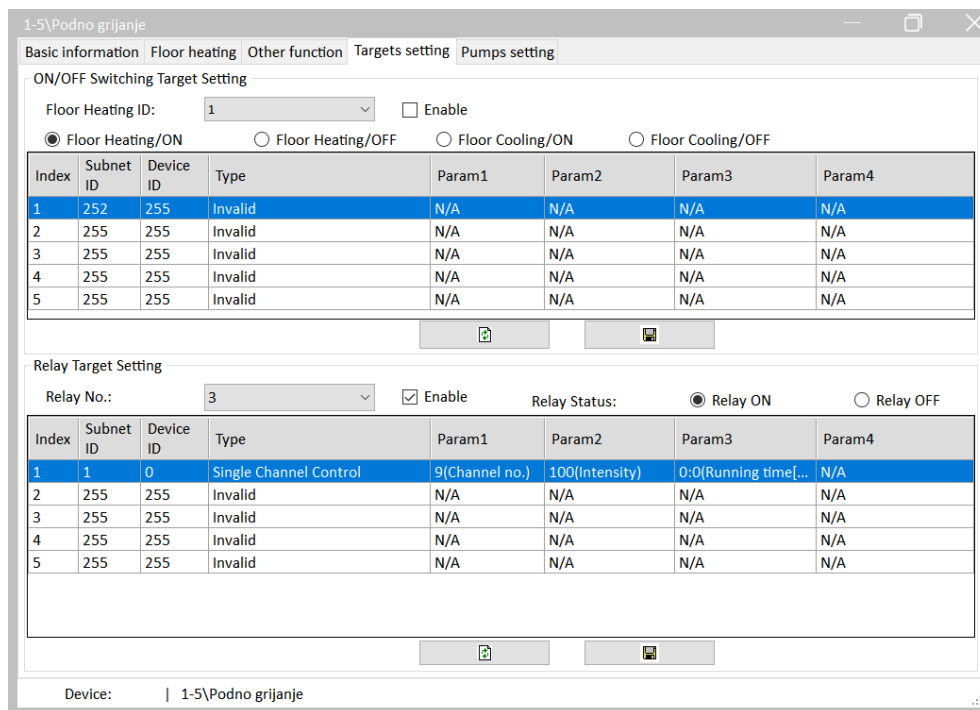 1-5\Podno grijanje
Basic information Floor heating Other function Targets setting Pumps setting
ON/OFF Switching Target Setting
Floor Heating ID: 1 Enable
Floor Heating/ON Floor Heating/OFF Floor Cooling/ON Floor Cooling/OFF
Index Subnet ID Device ID Type Param1 Param2 Param3 Param4
1 252 255 Invalid N/A N/A N/A N/A
2 255 255 Invalid N/A N/A N/A N/A
3 255 255 Invalid N/A N/A N/A N/A
4 255 255 Invalid N/A N/A N/A N/A
5 255 255 Invalid N/A N/A N/A N/A
Relay Target Setting
Relay No.: 3 Enable Relay Status: Relay ON Relay OFF
Index Subnet ID Device ID Type Param1 Param2 Param3 Param4
1 1 0 Single Channel Control 9(Channel no.) 100(Intensity) 0:0(Running time[... N/A
2 255 255 Invalid N/A N/A N/A N/A
3 255 255 Invalid N/A N/A N/A N/A
4 255 255 Invalid N/A N/A N/A N/A
5 255 255 Invalid N/A N/A N/A N/A
Device: | 1-5\Podno grijanje